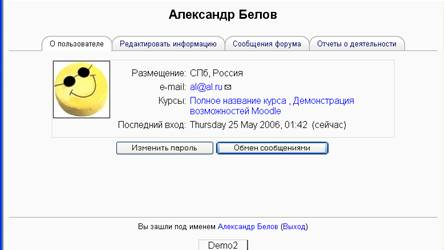 Александр Белов
О пользователе Редактировать информацию Сообщения форума Отчеты о деятельности
Размещение: СПб, Россия
e-mail: al@al.ru
Курсы: Полное название курса , Демонстрация
возможностей Moodle
Последний вход: Thursday 25 May 2006, 01:42 (сейчас)
Изменить пароль Обмен сообщениями
Вы зашли под именем Александр Белов (Выход)
Demo2